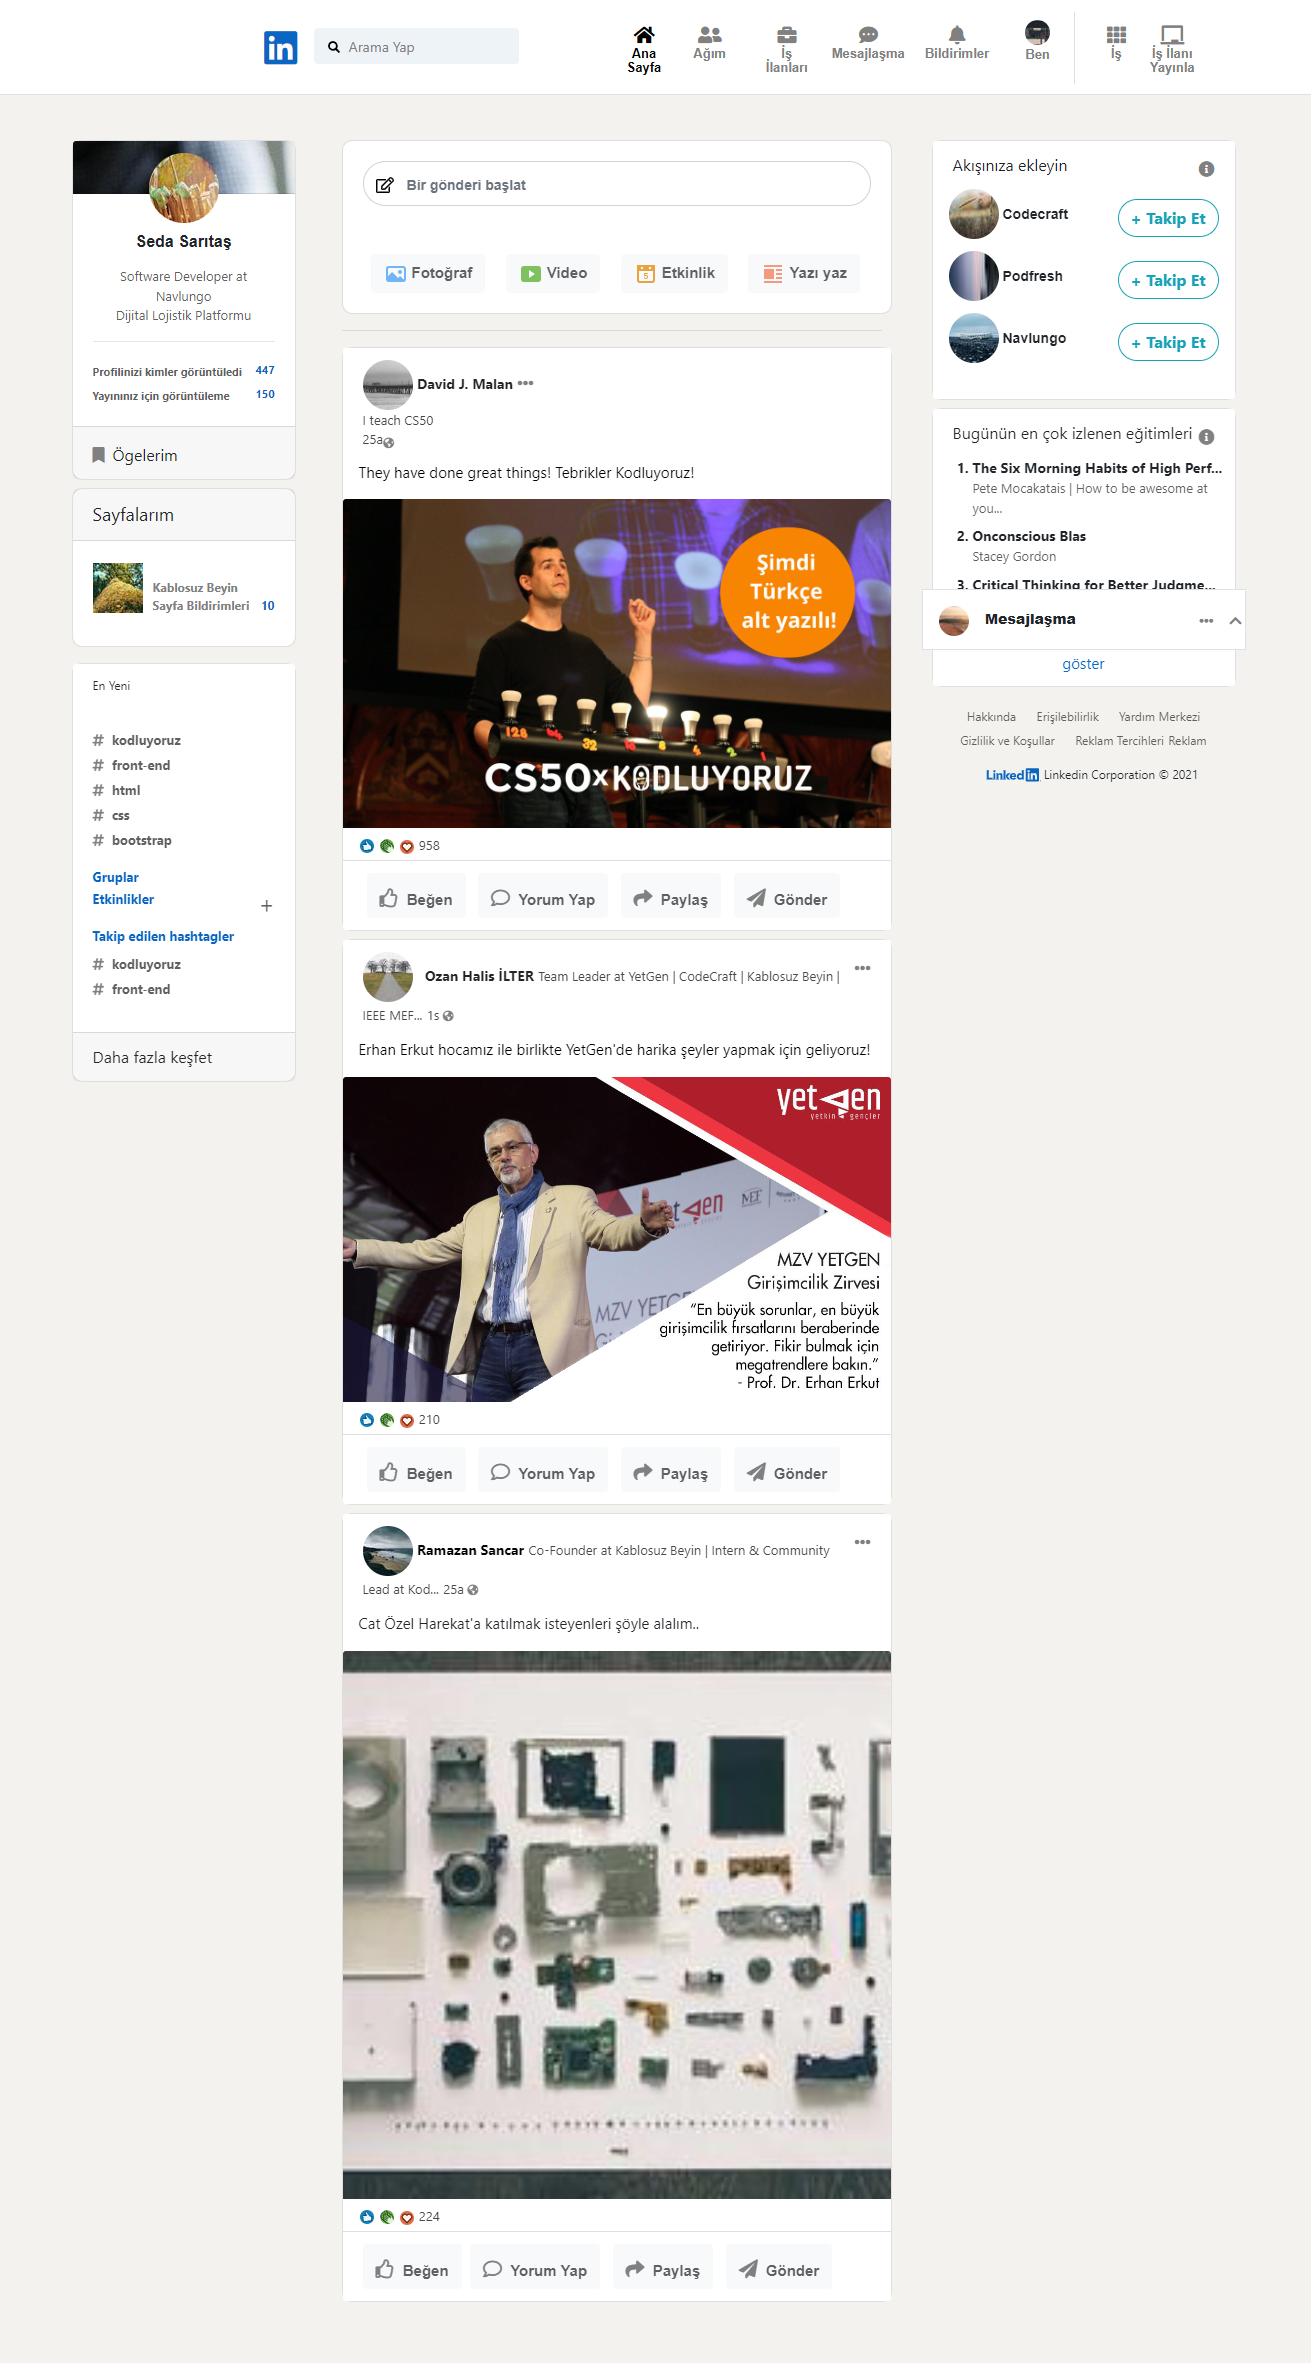 in
Arama Yap
Ana
Sayfa
Ağım
İş
İlanları
Mesajlaşma
Bildirimler
Ben
İş
İş İlanı
Yayınla
Seda Sarıtaş
Software Developer at
Navlungo
Dijital Lojistik Platformu
Profilinizi kimler görüntüledi 447
Yayınınız için görüntüleme 150
Ögelerim
Sayfalarım
Kablosuz Beyin
Sayfa Bildirimleri 10
En Yeni
# kodluyoruz
# front-end
# html
# css
# bootstrap
Gruplar
Etkinlikler
+
Takip edilen hashtagler
# kodluyoruz
# front-end
Daha fazla keşfet
Bir gönderi başlat
Fotoğraf
Video
5 Etkinlik
Yazı yaz
David J. Malan •••
I teach CS50
25a
They have done great things! Tebrikler Kodluyoruz!
Şimdi
Türkçe
alt yazılı!
128 64 32 16 8 4 2 1
CS50xKODLUYORUZ
958
Beğen
Yorum Yap
Paylaş
Gönder
Ozan Halis İLTER Team Leader at YetGen | CodeCraft | Kablosuz Beyin | •••
IEEE MEF... 1s
Erhan Erkut hocamız ile birlikte YetGen'de harika şeyler yapmak için geliyoruz!
yetgen
yetkin gençler
MEF
MZV YETGEN
Girişimcilik Zirvesi
“En büyük sorunlar, en büyük
girişimcilik fırsatlarını beraberinde
getiriyor. Fikir bulmak için
megatrendlere bakın.”
- Prof. Dr. Erhan Erkut
210
Beğen
Yorum Yap
Paylaş
Gönder
Ramazan Sancar Co-Founder at Kablosuz Beyin | Intern & Community •••
Lead at Kod... 25a
Cat Özel Harekat'a katılmak isteyenleri şöyle alalım..
224
Beğen
Yorum Yap
Paylaş
Gönder
Akışınıza ekleyin
Codecraft
+ Takip Et
Podfresh
+ Takip Et
Navlungo
+ Takip Et
Bugünün en çok izlenen eğitimleri
1. The Six Morning Habits of High Perf...
Pete Mocakatais | How to be awesome at
you...
2. Onconscious Blas
Stacey Gordon
3. Critical Thinking for Better Judgme...
Mesajlaşma •••
göster
Hakkında Erişilebilirlik Yardım Merkezi
Gizlilik ve Koşullar Reklam Tercihleri Reklam
Linkedin Linkedin Corporation © 2021